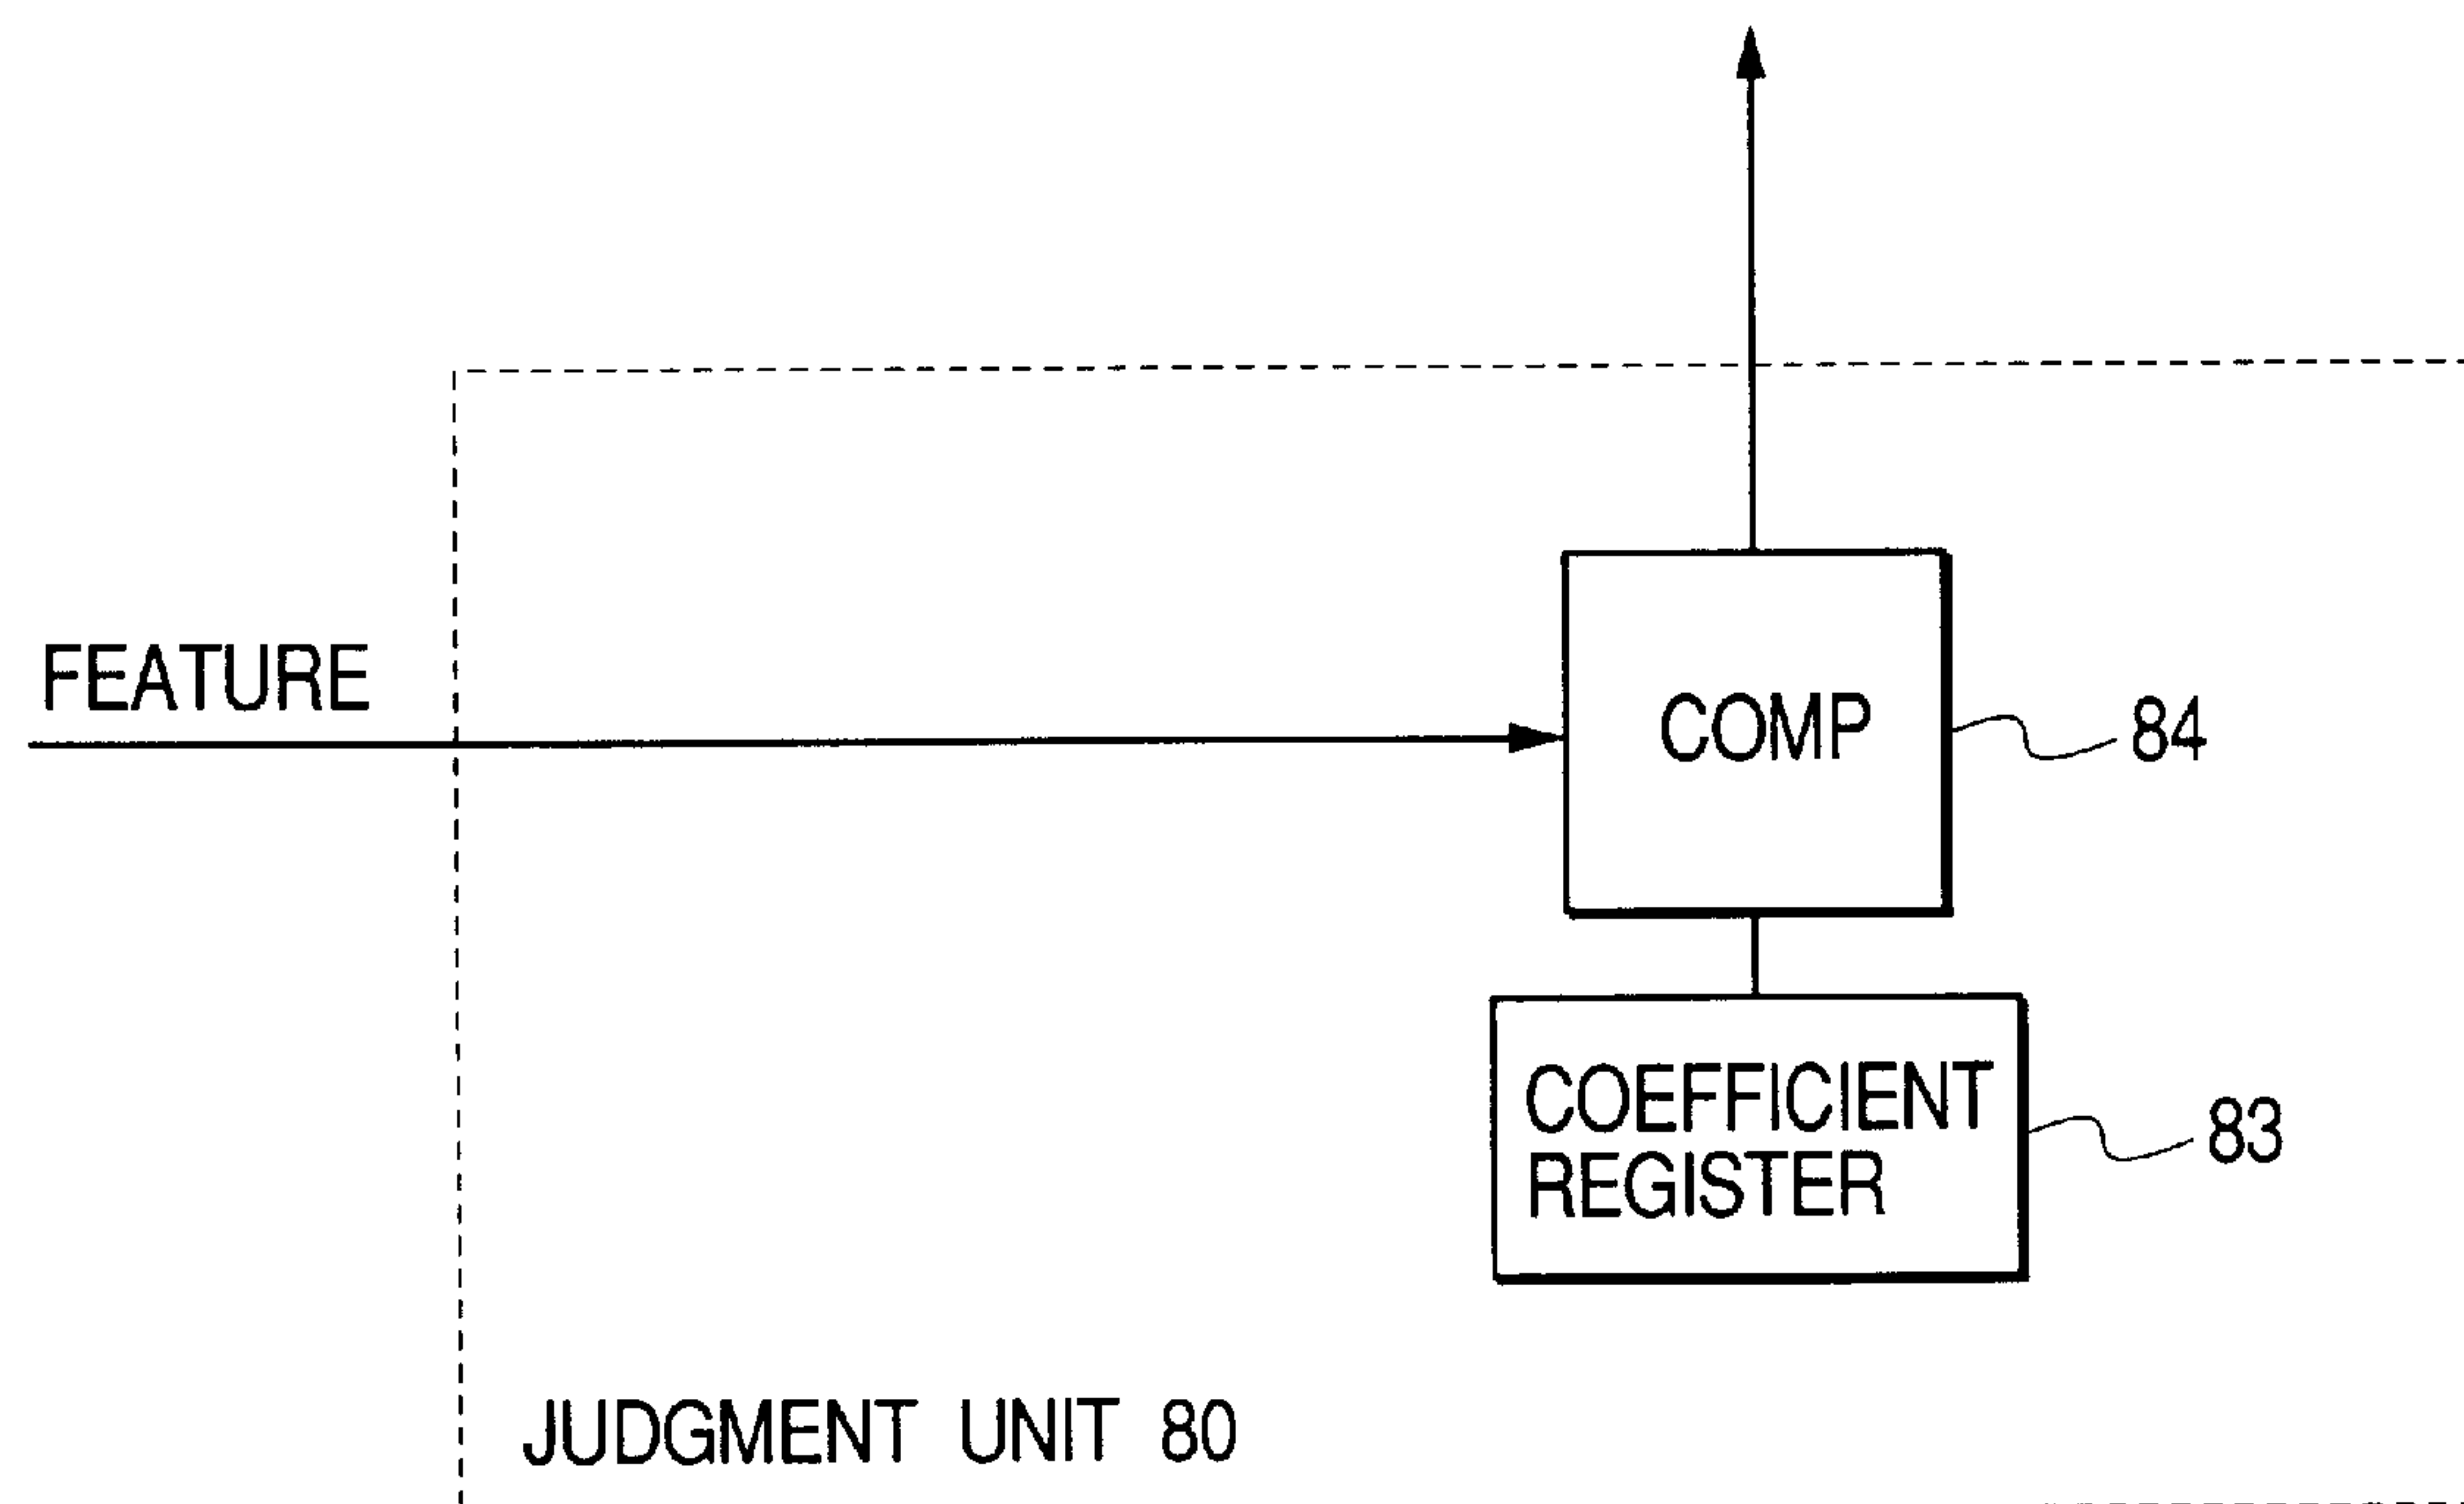 FEATURE
COMP
84
COEFFICIENT
REGISTER
83
JUDGMENT UNIT 80